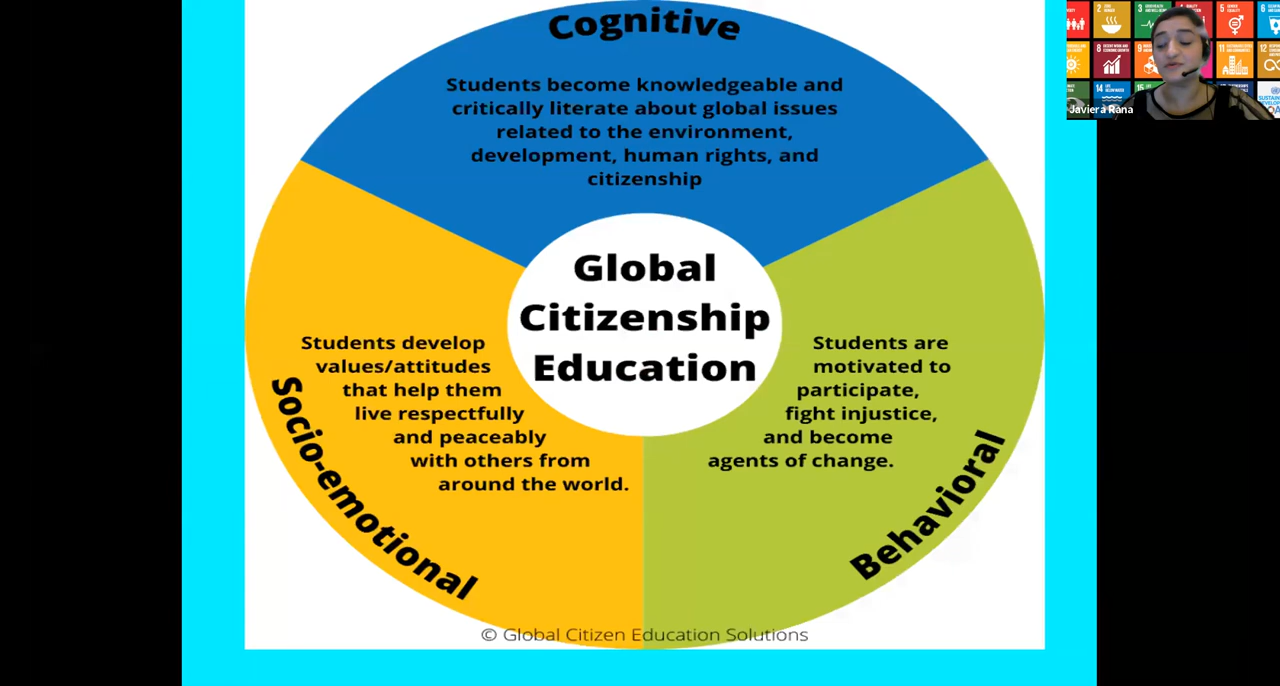 Cognitive
Students become knowledgeable and
critically literate about global issues
related to the environment,
development, human rights, and
citizenship
Global
Citizenship
Education
Students develop
values/attitudes
that help them
live respectfully
and peaceably
with others from
around the world.
Socio-emotional
Students are
motivated to
participate,
fight injustice,
and become
agents of change.
Behavioral
© Global Citizen Education Solutions
Javiera Rana